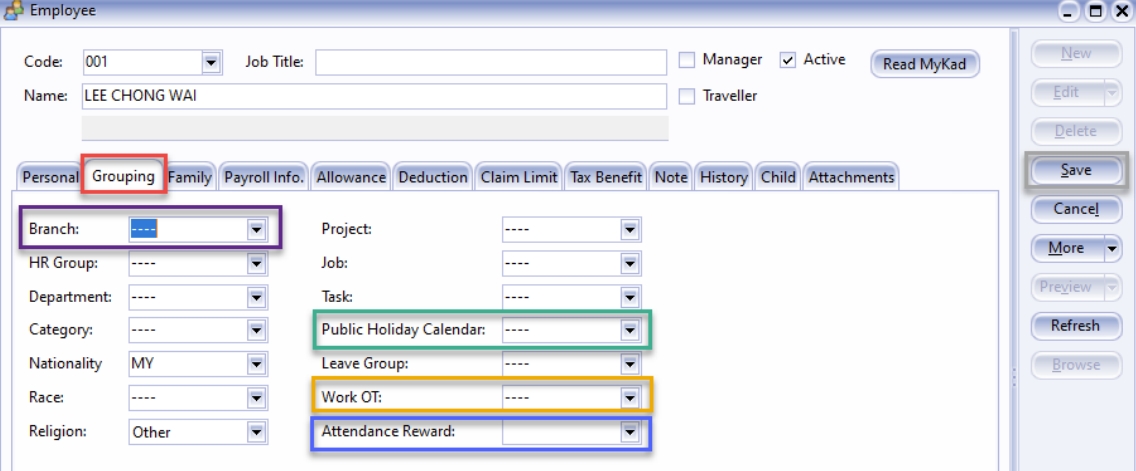 Employee
Code: 001 Job Title: Manager Active Read MyKad
Name: LEE CHONG WAI Traveller
Personal Grouping Family Payroll Info. Allowance Deduction Claim Limit Tax Benefit Note History Child Attachments
Branch: ---- Project: ----
HR Group: ---- Job: ----
Department: ---- Task: ----
Category: ---- Public Holiday Calendar: ----
Nationality MY Leave Group: ----
Race: ---- Work OT: ----
Religion: Other Attendance Reward:
New
Edit
Delete
Save
Cancel
More
Preview
Refresh
Browse